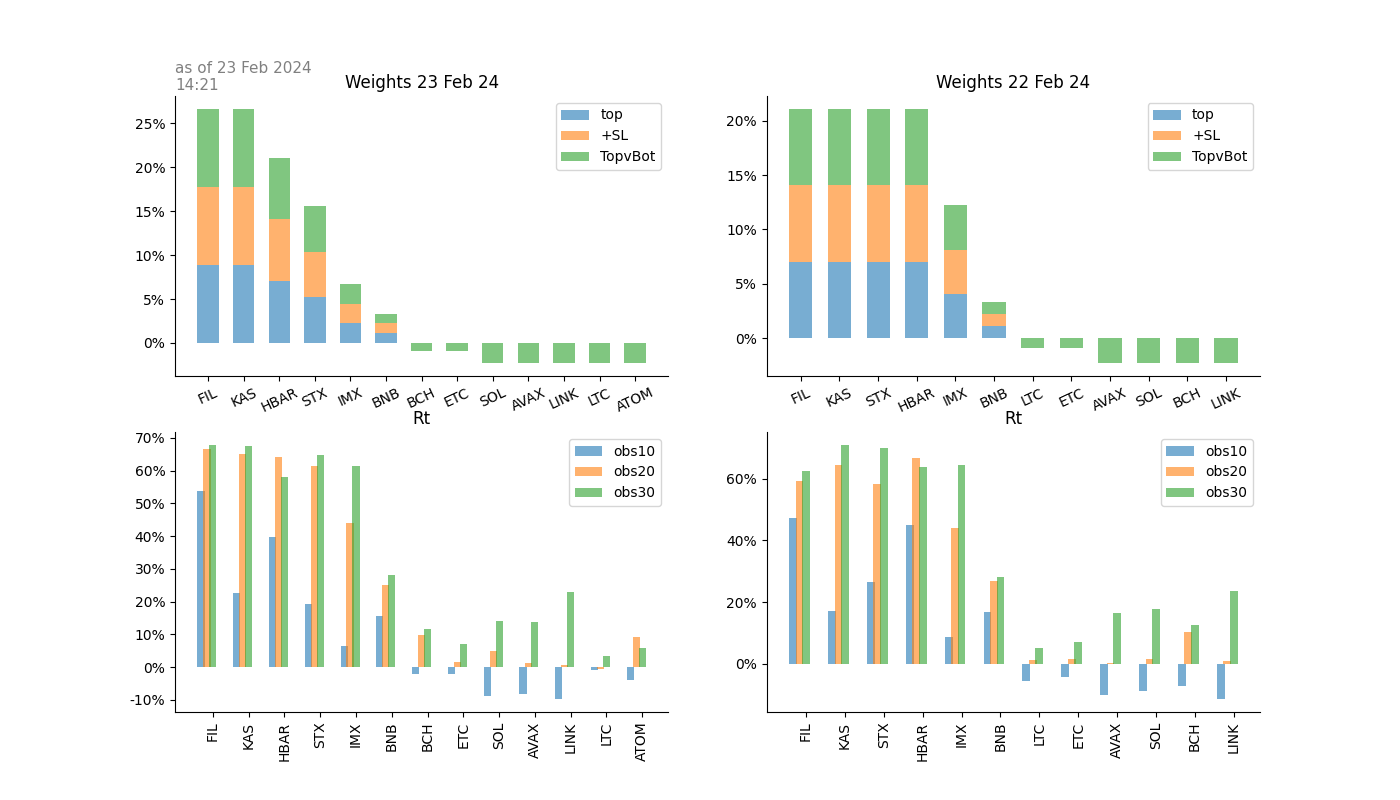 as of 23 Feb 2024
14:21
Weights 23 Feb 24
25%
20%
15%
10%
5%
0%
top
+SL
TopvBot
FIL KAS HBAR STX IMX BNB BCH ETC SOL AVAX LINK LTC ATOM
Weights 22 Feb 24
20%
15%
10%
5%
0%
top
+SL
TopvBot
FIL KAS STX HBAR IMX BNB LTC ETC AVAX SOL BCH LINK
Rt
70%
60%
50%
40%
30%
20%
10%
0%
-10%
obs10
obs20
obs30
FIL KAS HBAR STX IMX BNB BCH ETC SOL AVAX LINK LTC ATOM
Rt
60%
40%
20%
0%
obs10
obs20
obs30
FIL KAS STX HBAR IMX BNB LTC ETC AVAX SOL BCH LINK